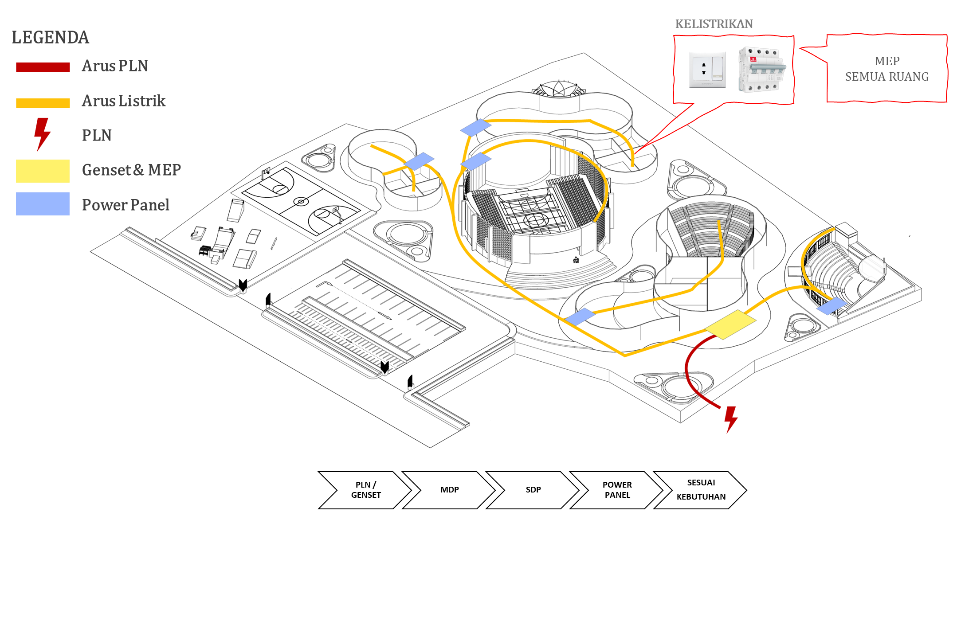 KELISTRIKAN
MEP
SEMUA RUANG
LEGENDA
Arus PLN
Arus Listrik
PLN
Genset & MEP
Power Panel
PLN /
GENSET
MDP
SDP
POWER
PANEL
SESUAI
KEBUTUHAN